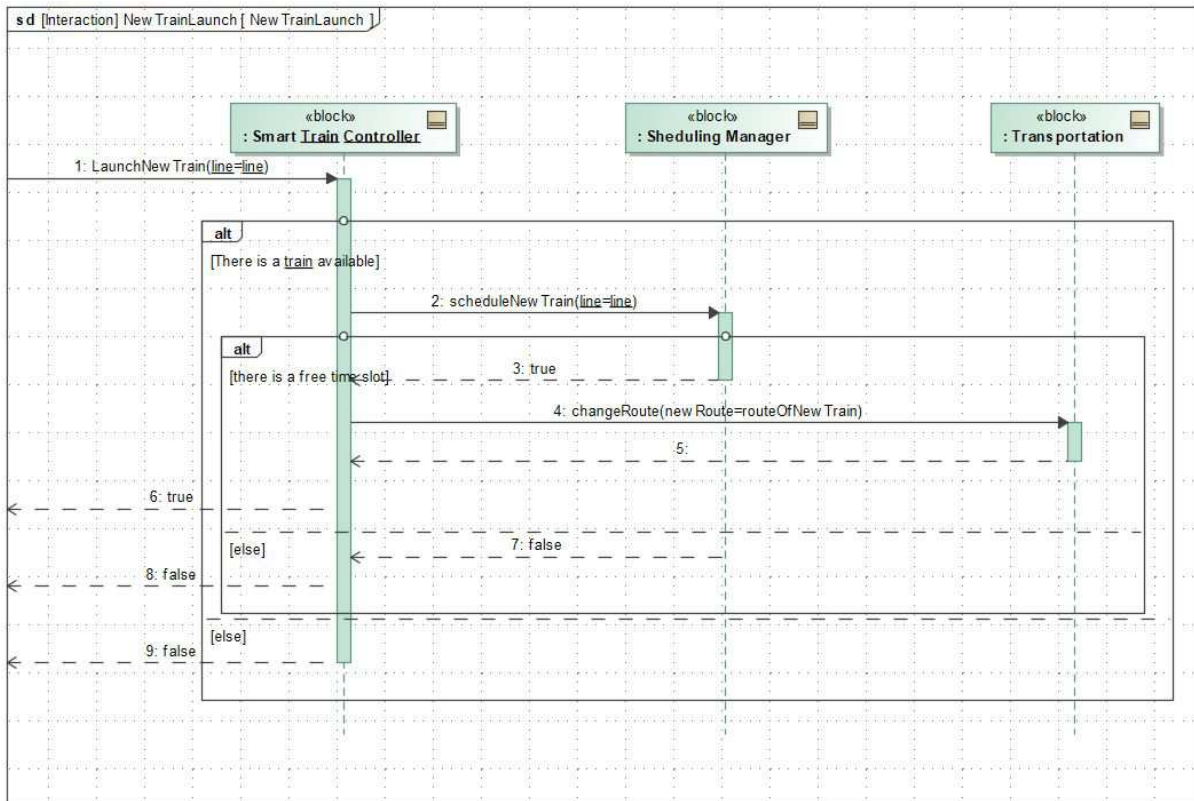 sd [Interaction] New TrainLaunch [ New TrainLaunch ]
«block»
: Smart Train Controller
«block»
: Sheduling Manager
«block»
: Transportation
1: LaunchNew Train(line=line)
alt
[There is a train available]
2: scheduleNew Train(line=line)
alt
[there is a free time slot]
3: true
4: changeRoute(new Route=routeOfNew Train)
5:
6: true
[else]
7: false
8: false
[else]
9: false